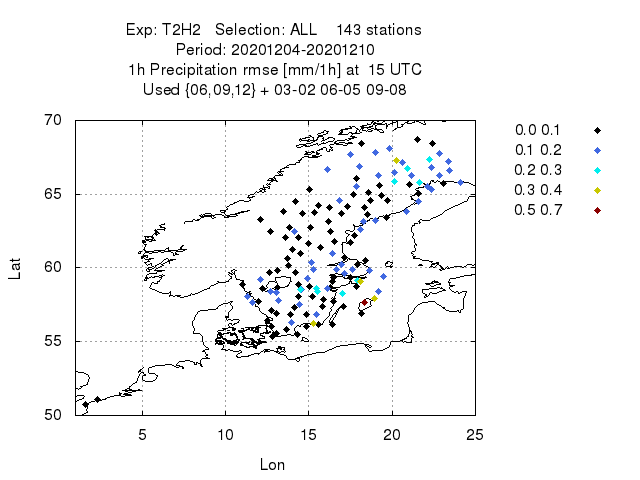 Exp: T2H2 Selection: ALL 143 stations
Period: 20201204-20201210
1h Precipitation rmse [mm/1h] at 15 UTC
Used {06,09,12} + 03-02 06-05 09-08
70
65
60
55
50
Lat
5
10
15
20
25
Lon
0.0 0.1
0.1 0.2
0.2 0.3
0.3 0.4
0.5 0.7